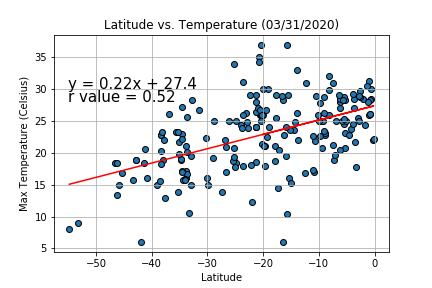 Latitude vs. Temperature (03/31/2020)
y = 0.22x + 27.4
r value = 0.52
Max Temperature (Celsius)
35
30
25
20
15
10
5
−50 −40 −30 −20 −10 0
Latitude